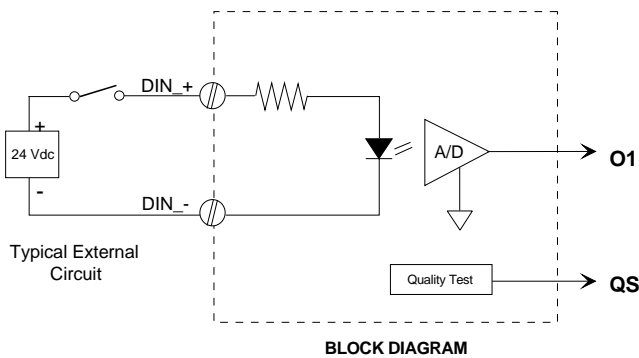 DIN_+
+
24 Vdc
-
DIN_-
Typical External
Circuit
A/D
O1
Quality Test
QS
BLOCK DIAGRAM